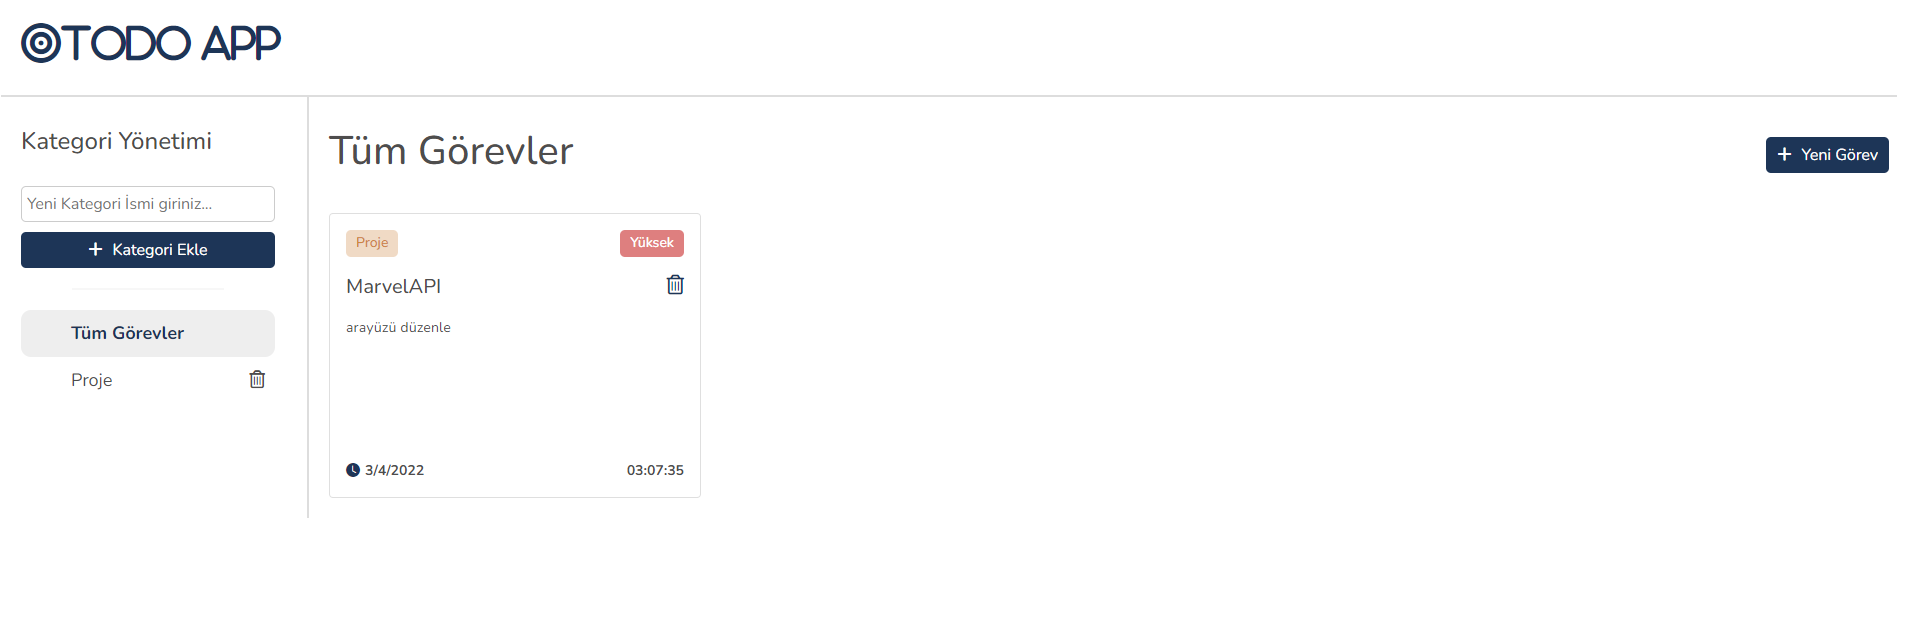 TODO APP
Kategori Yönetimi
Yeni Kategori İsmi giriniz...
Kategori Ekle
Tüm Görevler
Proje
Tüm Görevler
Yeni Görev
Proje
Yüksek
MarvelAPI
arayüzü düzenle
3/4/2022
03:07:35